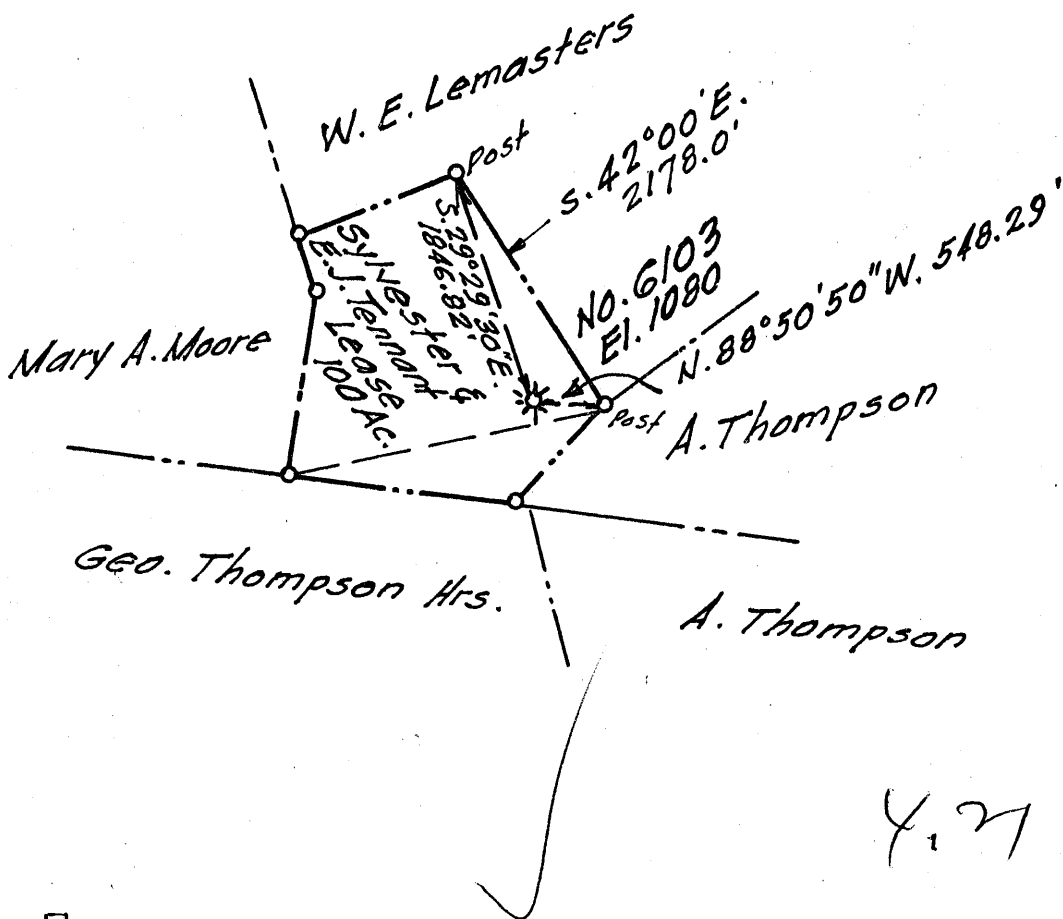 W. E. Lemasters
Post
S. 42°00'E.
2178.0'
S. 29°29'30"E.
1846.82'
No. 6103
El. 1080
N. 88°50'50"W. 548.29'
Sylvester &
E. J. Tennant
Lease
100 Ac.
Mary A. Moore
Post
A. Thompson
Geo. Thompson Hrs.
A. Thompson